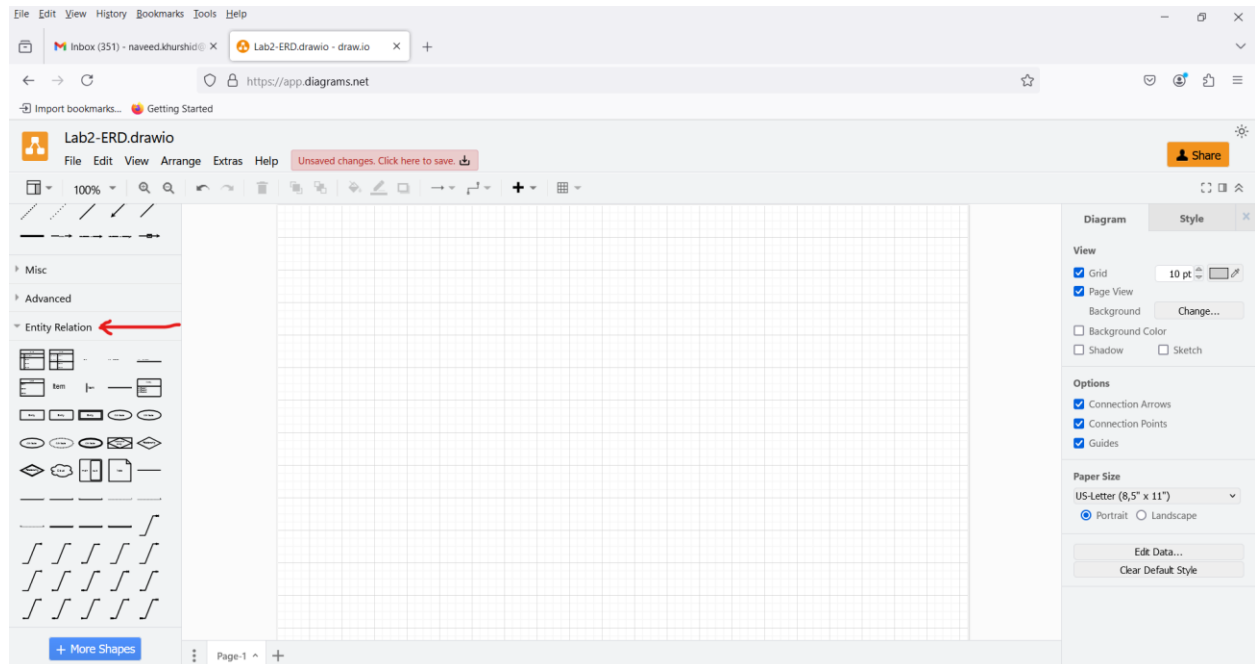 File Edit View History Bookmarks Tools Help
Inbox (351) - naveed.khurshid@
Lab2-ERD.drawio - draw.io
https://app.diagrams.net
Import bookmarks... Getting Started
Lab2-ERD.drawio
File Edit View Arrange Extras Help
Unsaved changes. Click here to save.
Share
100%
Diagram Style
View
Grid 10 pt
Page View
Background Change...
Background Color
Shadow Sketch
Options
Connection Arrows
Connection Points
Guides
Paper Size
US-Letter (8,5" x 11")
Portrait Landscape
Edit Data...
Clear Default Style
Misc
Advanced
Entity Relation
Item
+ More Shapes
Page-1